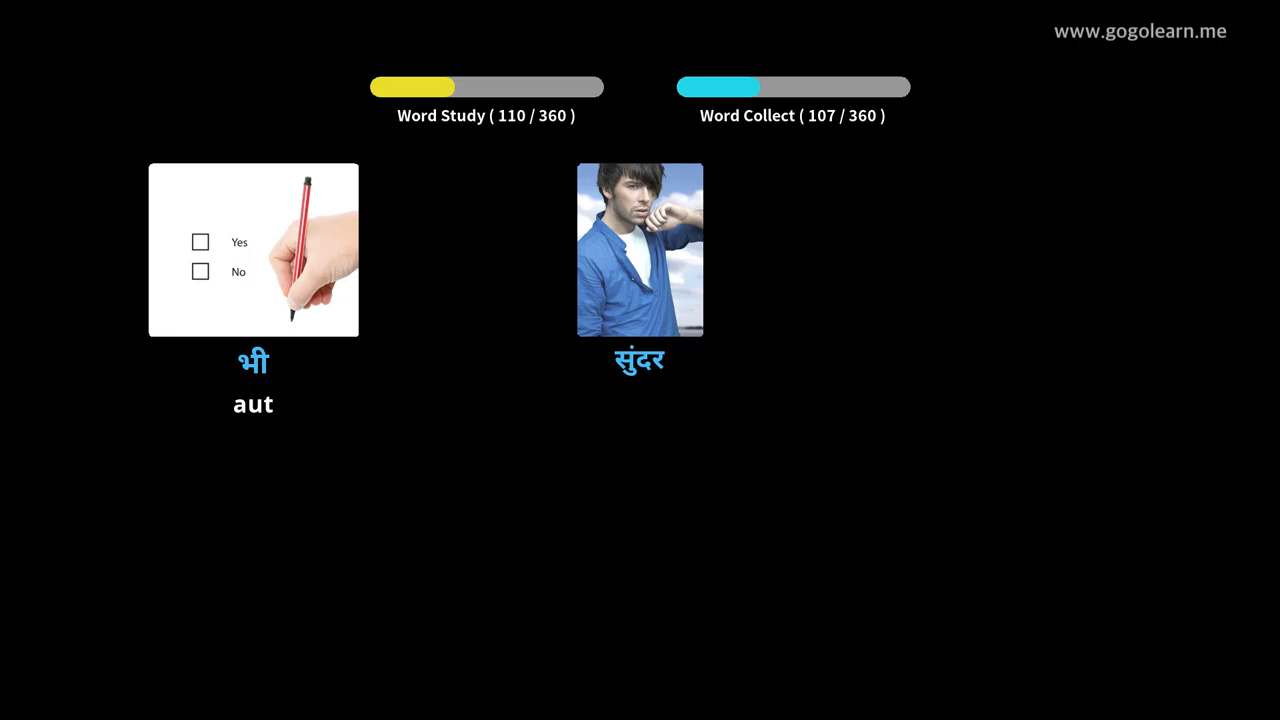 www.gogolearn.me
Word Study ( 110 / 360 )
Word Collect ( 107 / 360 )
Yes
No
भी
aut
सुंदर